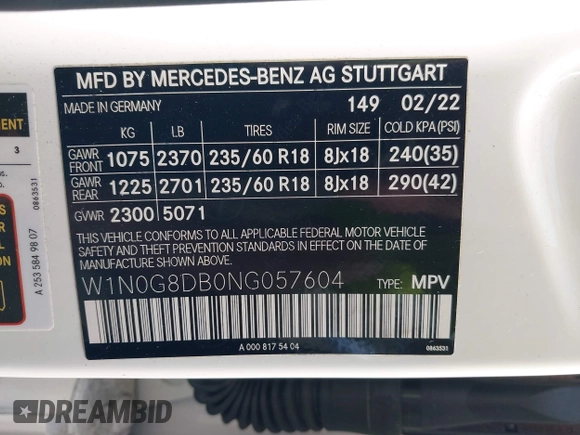 MFD BY MERCEDES-BENZ AG STUTTGART
MADE IN GERMANY 149 02/22
KG LB TIRES RIM SIZE COLD KPA (PSI)
GAWR FRONT 1075 2370 235/60 R18 8Jx18 240(35)
GAWR REAR 1225 2701 235/60 R18 8Jx18 290(42)
GVWR 2300 5071
THIS VEHICLE CONFORMS TO ALL APPLICABLE FEDERAL MOTOR VEHICLE
SAFETY AND THEFT PREVENTION STANDARDS IN EFFECT ON THE DATE OF
MANUFACTURE SHOWN ABOVE.
W1N0G8DB0NG057604 TYPE: MPV
A 000 817 54 04 0863531
3
A 253 584 98 07 0863531
DREAMBID